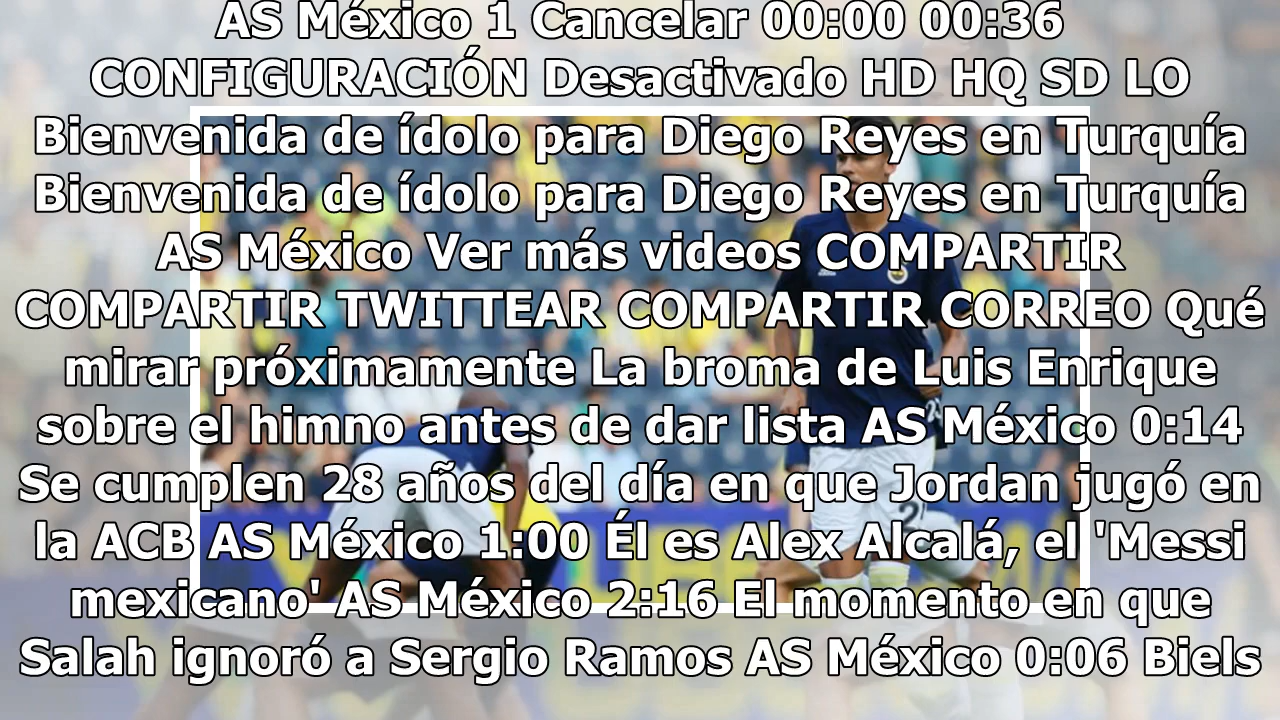 AS México 1 Cancelar 00:00 00:36
CONFIGURACIÓN Desactivado HD HQ SD LO
Bienvenida de ídolo para Diego Reyes en Turquía
Bienvenida de ídolo para Diego Reyes en Turquía
AS México Ver más videos COMPARTIR
COMPARTIR TWITTEAR COMPARTIR CORREO Qué
mirar próximamente La broma de Luis Enrique
sobre el himno antes de dar lista AS México 0:14
Se cumplen 28 años del día en que Jordan jugó en
la ACB AS México 1:00 Él es Alex Alcalá, el 'Messi
mexicano' AS México 2:16 El momento en que
Salah ignoró a Sergio Ramos AS México 0:06 Biels